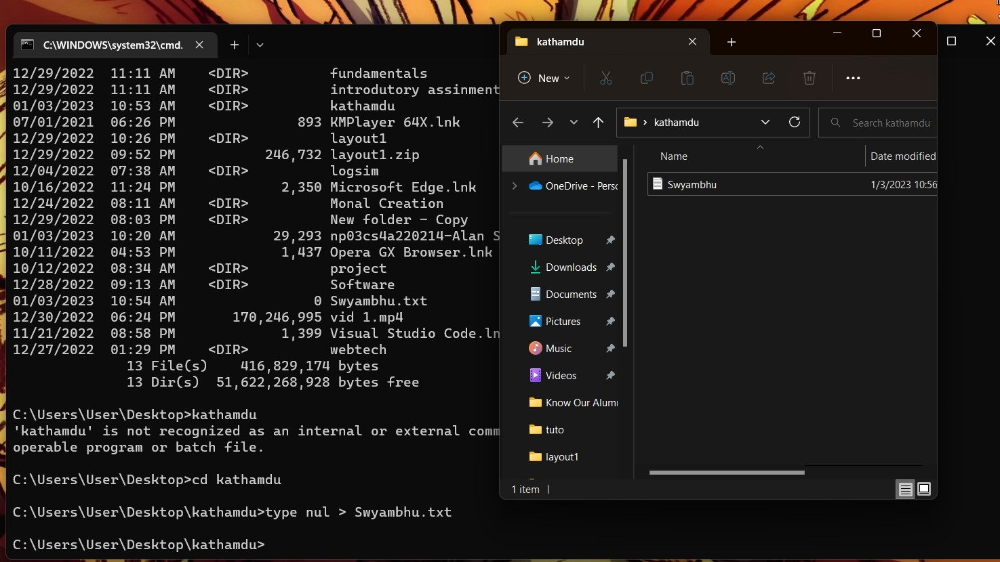 C:\WINDOWS\system32\cmd.
12/29/2022  11:11 AM    <DIR>          fundamentals
12/29/2022  11:11 AM    <DIR>          introdutory assinment
01/03/2023  10:53 AM    <DIR>          kathamdu
07/01/2021  06:26 PM               893 KMPlayer 64X.lnk
12/29/2022  10:26 PM    <DIR>          layout1
12/29/2022  09:52 PM           246,732 layout1.zip
12/04/2022  07:38 AM    <DIR>          logsim
10/16/2022  11:24 PM             2,350 Microsoft Edge.lnk
12/24/2022  08:11 AM    <DIR>          Monal Creation
12/29/2022  08:03 PM    <DIR>          New folder - Copy
01/03/2023  10:20 AM            29,293 np03cs4a220214-Alan S
10/11/2022  04:53 PM             1,437 Opera GX Browser.lnk
10/12/2022  08:34 AM    <DIR>          project
12/28/2022  09:13 AM    <DIR>          Software
01/03/2023  10:54 AM                 0 Swyambhu.txt
12/30/2022  06:24 PM       170,246,995 vid 1.mp4
11/21/2022  08:58 PM             1,399 Visual Studio Code.ln
12/27/2022  01:29 PM    <DIR>          webtech
13 File(s)    416,829,174 bytes
13 Dir(s)  51,622,268,928 bytes free
C:\Users\User\Desktop>kathamdu
'kathamdu' is not recognized as an internal or external comm
operable program or batch file.
C:\Users\User\Desktop>cd kathamdu
C:\Users\User\Desktop\kathamdu>type nul > Swyambhu.txt
C:\Users\User\Desktop\kathamdu>
kathamdu
New
kathamdu
Search kathamdu
Home
OneDrive - Perso
Desktop
Downloads
Documents
Pictures
Music
Videos
Know Our Alum
tuto
layout1
Name
Date modified
Swyambhu
1/3/2023 10:56
1 item